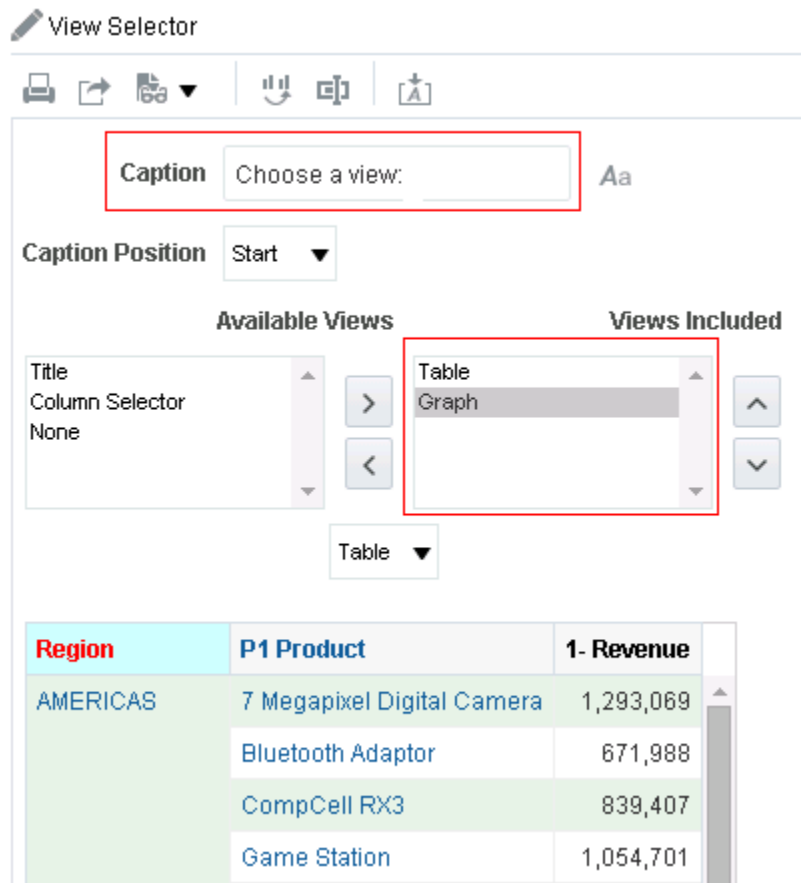 View Selector
Caption Choose a view: Aa
Caption Position Start
Available Views Views Included
Title Table
Column Selector Graph
None
Table
Region P1 Product 1- Revenue
AMERICAS 7 Megapixel Digital Camera 1,293,069
Bluetooth Adaptor 671,988
CompCell RX3 839,407
Game Station 1,054,701